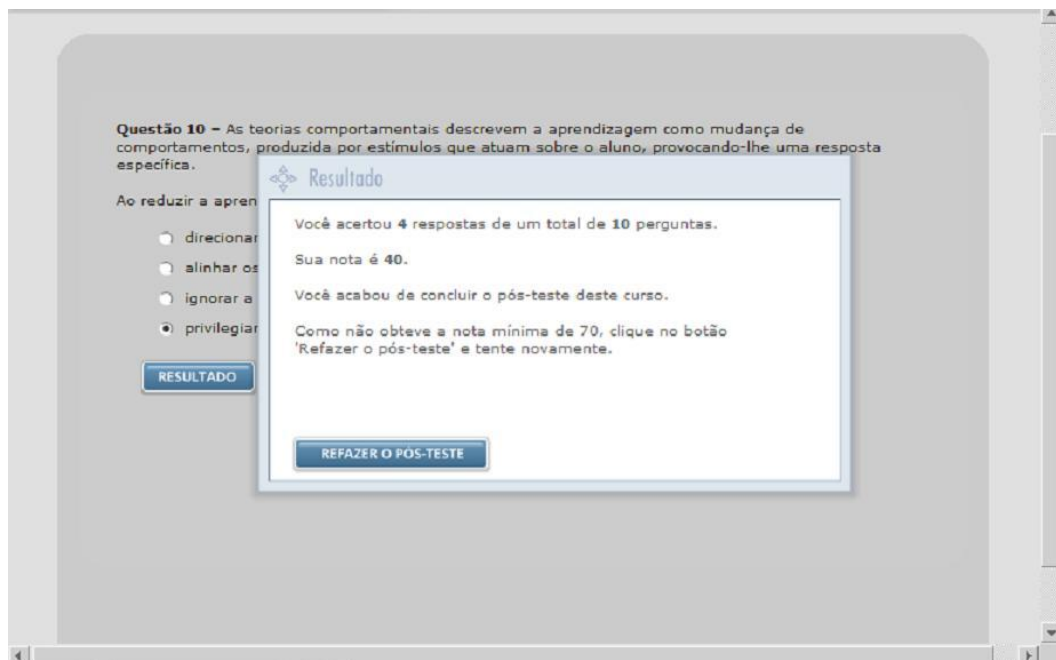 Questão 10 – As teorias comportamentais descrevem a aprendizagem como mudança de
comportamentos, produzida por estímulos que atuam sobre o aluno, provocando-lhe uma resposta
específica.
Ao reduzir a apren
direcionar
alinhar os
ignorar a
privilegiar
RESULTADO
Resultado
Você acertou 4 respostas de um total de 10 perguntas.
Sua nota é 40.
Você acabou de concluir o pós-teste deste curso.
Como não obteve a nota mínima de 70, clique no botão
'Refazer o pós-teste' e tente novamente.
REFAZER O PÓS-TESTE